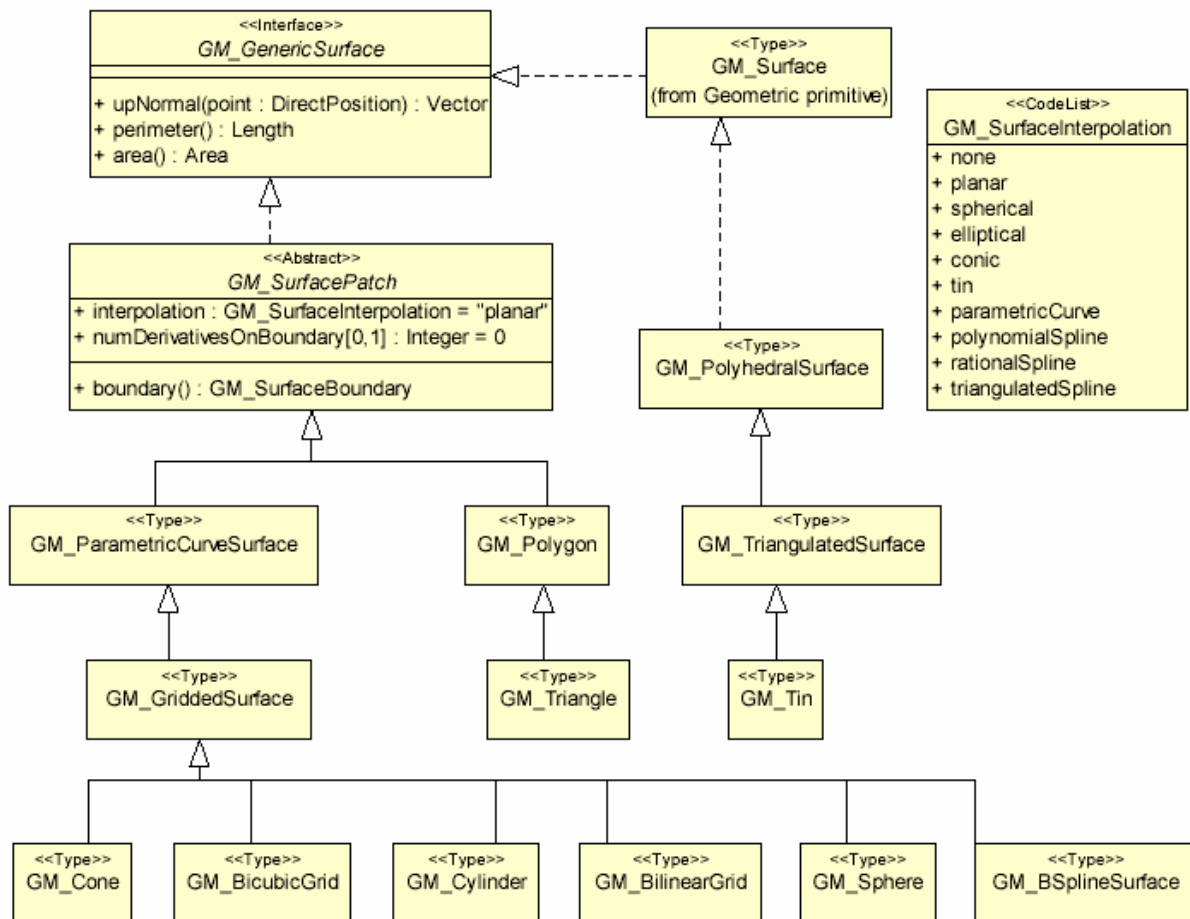 <<Interface>>
GM_GenericSurface
+ upNormal(point : DirectPosition) : Vector
+ perimeter() : Length
+ area() : Area
<<Type>>
GM_Surface
(from Geometric primitive)
<<CodeList>>
GM_SurfaceInterpolation
+ none
+ planar
+ spherical
+ elliptical
+ conic
+ tin
+ parametricCurve
+ polynomialSpline
+ rationalSpline
+ triangulatedSpline
<<Abstract>>
GM_SurfacePatch
+ interpolation : GM_SurfaceInterpolation = "planar"
+ numDerivativesOnBoundary[0,1] : Integer = 0
+ boundary() : GM_SurfaceBoundary
<<Type>>
GM_PolyhedralSurface
<<Type>>
GM_ParametricCurveSurface
<<Type>>
GM_Polygon
<<Type>>
GM_TriangulatedSurface
<<Type>>
GM_GriddedSurface
<<Type>>
GM_Triangle
<<Type>>
GM_Tin
<<Type>>
GM_Cone
<<Type>>
GM_BicubicGrid
<<Type>>
GM_Cylinder
<<Type>>
GM_BilinearGrid
<<Type>>
GM_Sphere
<<Type>>
GM_BSplineSurface